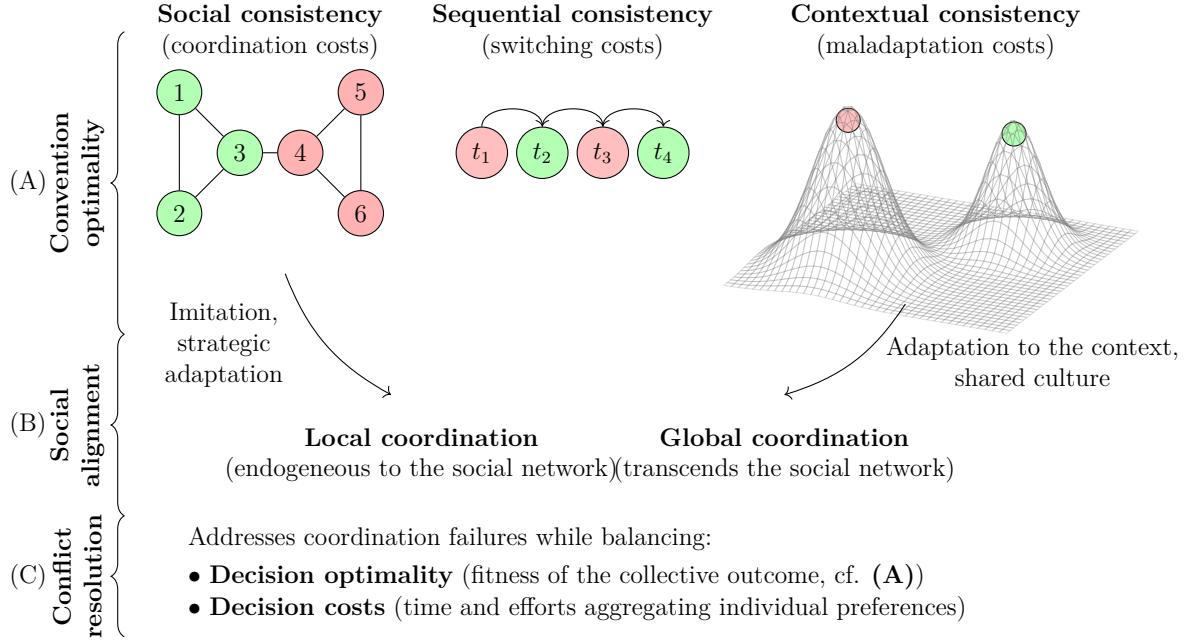 Social consistency
(coordination costs)
Sequential consistency
(switching costs)
Contextual consistency
(maladaptation costs)
(A)
Convention
optimality
1
2
3
4
5
6
t1
t2
t3
t4
Imitation,
strategic
adaptation
Adaptation to the context,
shared culture
(B)
Social
alignment
Local coordination
(endogeneous to the social network)
Global coordination
(transcends the social network)
(C)
Conflict
resolution
Addresses coordination failures while balancing:
• Decision optimality (fitness of the collective outcome, cf. (A))
• Decision costs (time and efforts aggregating individual preferences)